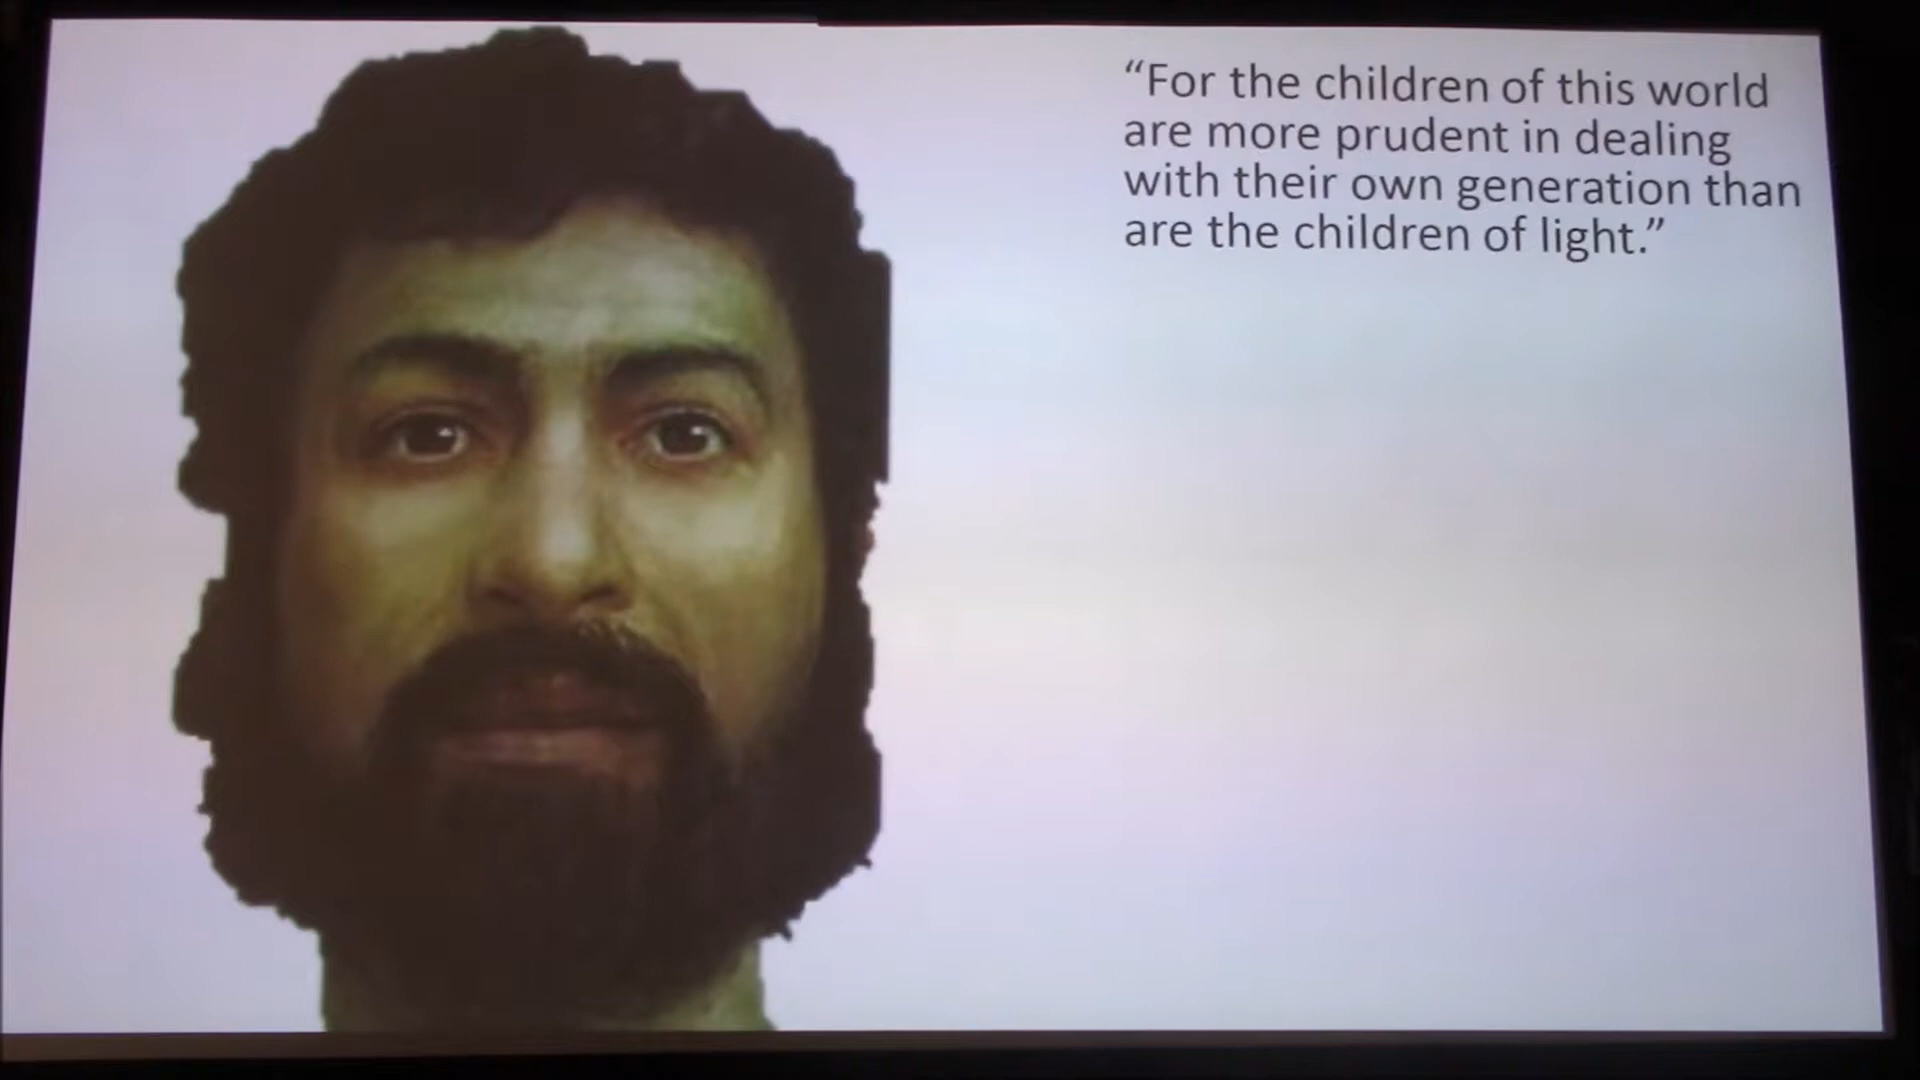 “For the children of this world
are more prudent in dealing
with their own generation than
are the children of light.”